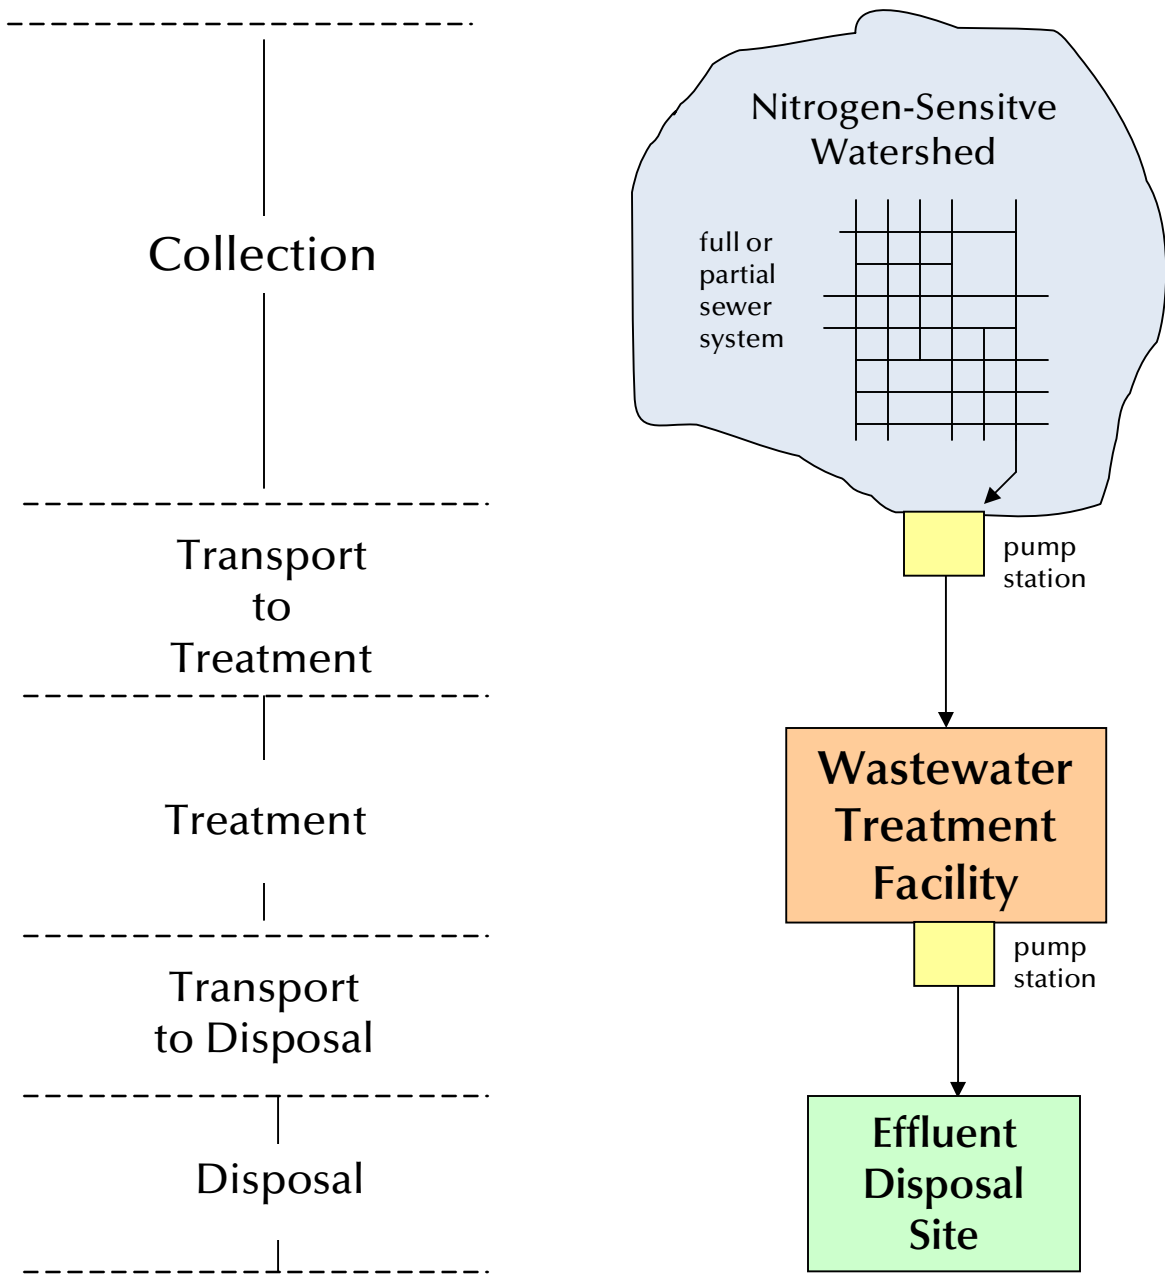 Nitrogen-Sensitve
Watershed
full or
partial
sewer
system
Collection
pump
station
Transport
to
Treatment
Wastewater
Treatment
Facility
Treatment
pump
station
Transport
to Disposal
Effluent
Disposal
Site
Disposal